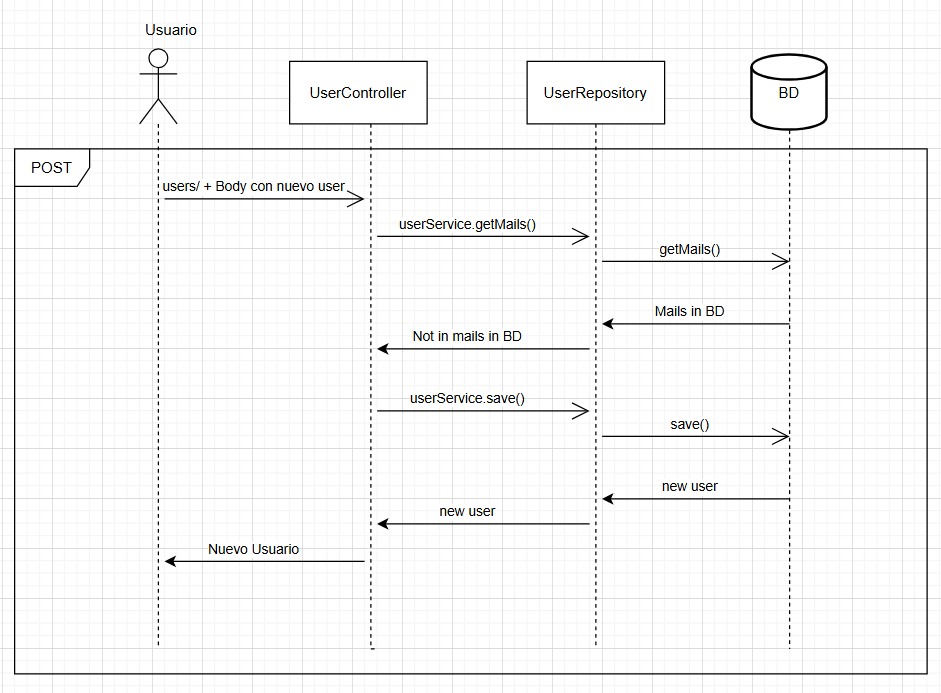 Usuario
UserController
UserRepository
BD
POST
users/ + Body con nuevo user
userService.getMails()
getMails()
Mails in BD
Not in mails in BD
userService.save()
save()
new user
new user
Nuevo Usuario